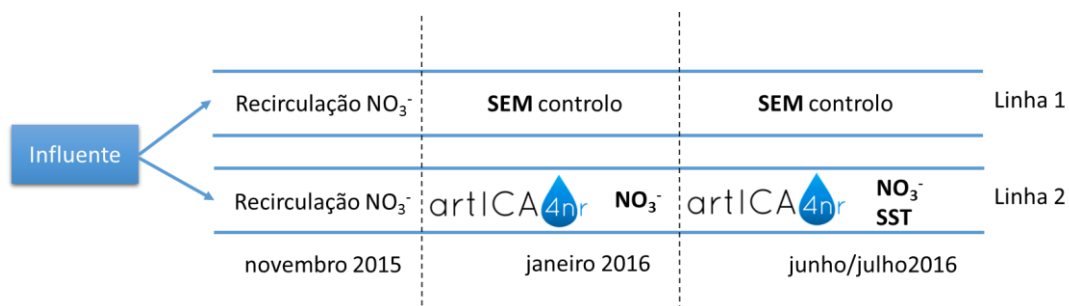 Recirculação NO₃⁻ SEM controlo SEM controlo Linha 1
Influente
Recirculação NO₃⁻ artICA4nr NO₃⁻ artICA4nr NO₃⁻ Linha 2
SST
novembro 2015 janeiro 2016 junho/julho2016